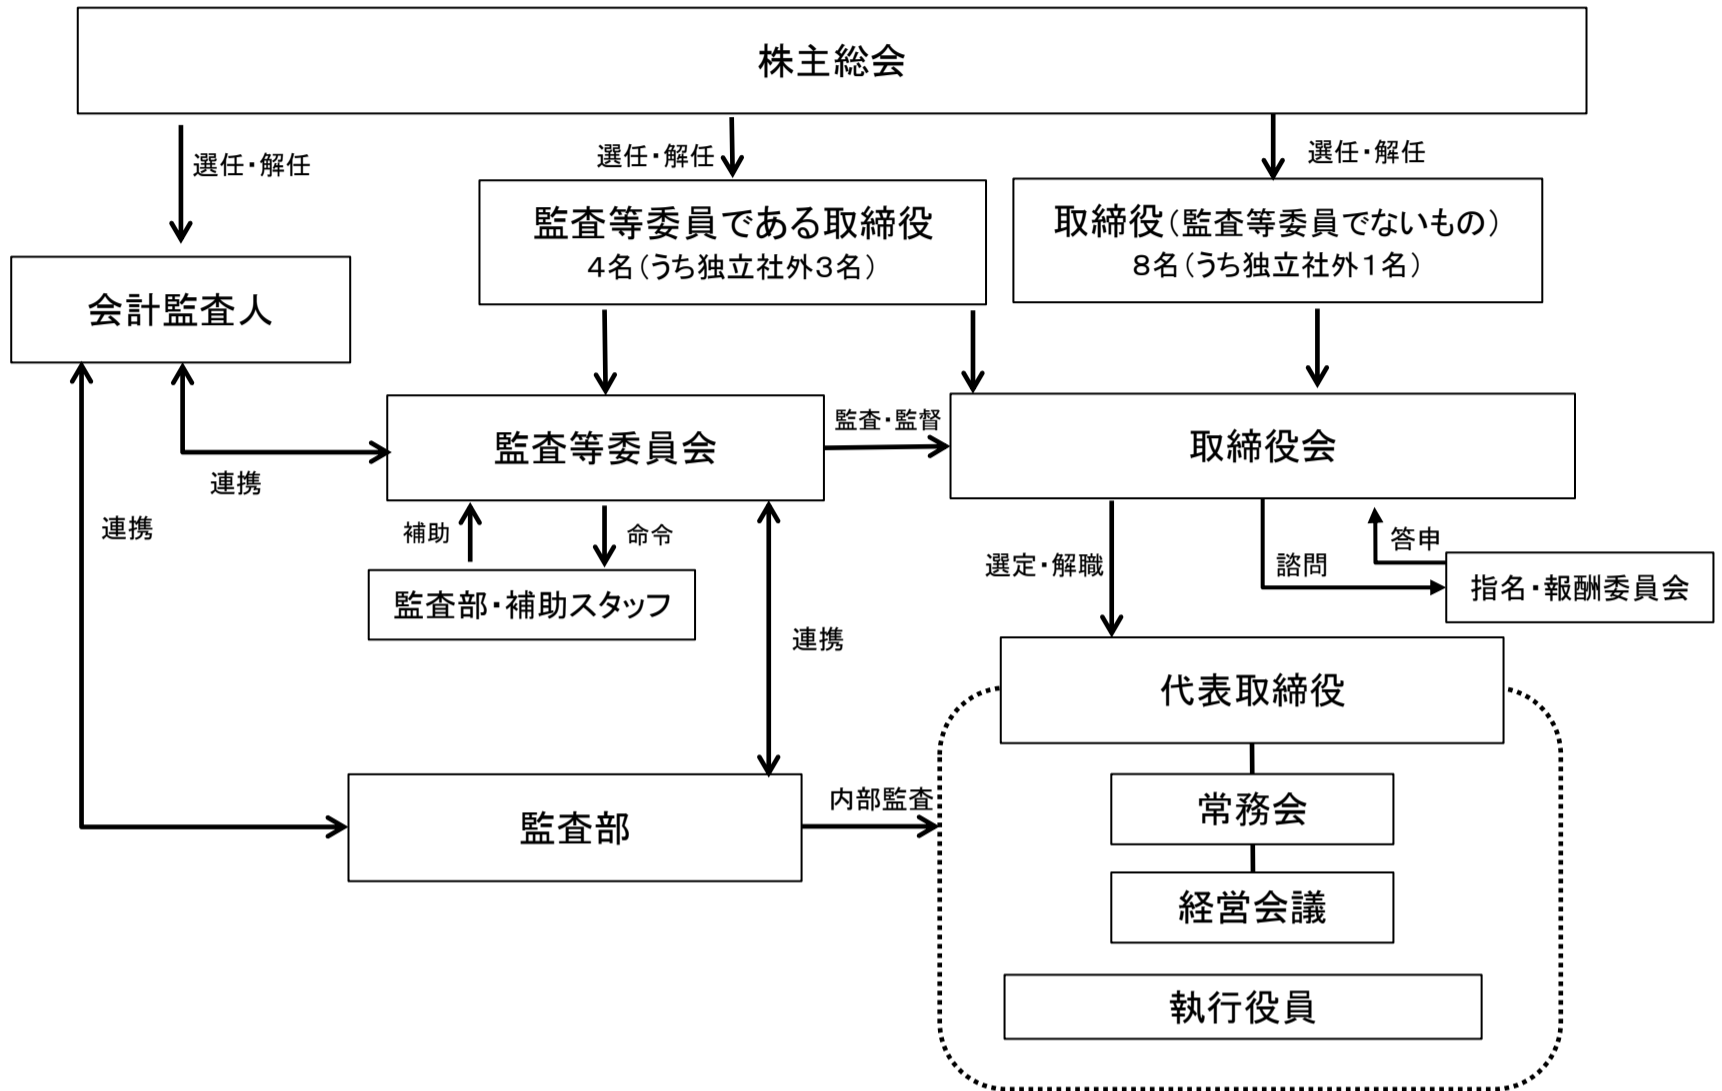 株主総会
選任・解任
選任・解任
選任・解任
監査等委員である取締役
4名（うち独立社外3名）
取締役（監査等委員でないもの）
8名（うち独立社外1名）
会計監査人
監査等委員会
監査・監督
取締役会
連携
連携
補助
命令
選定・解職
諮問
答申
指名・報酬委員会
監査部・補助スタッフ
連携
代表取締役
監査部
内部監査
常務会
経営会議
執行役員